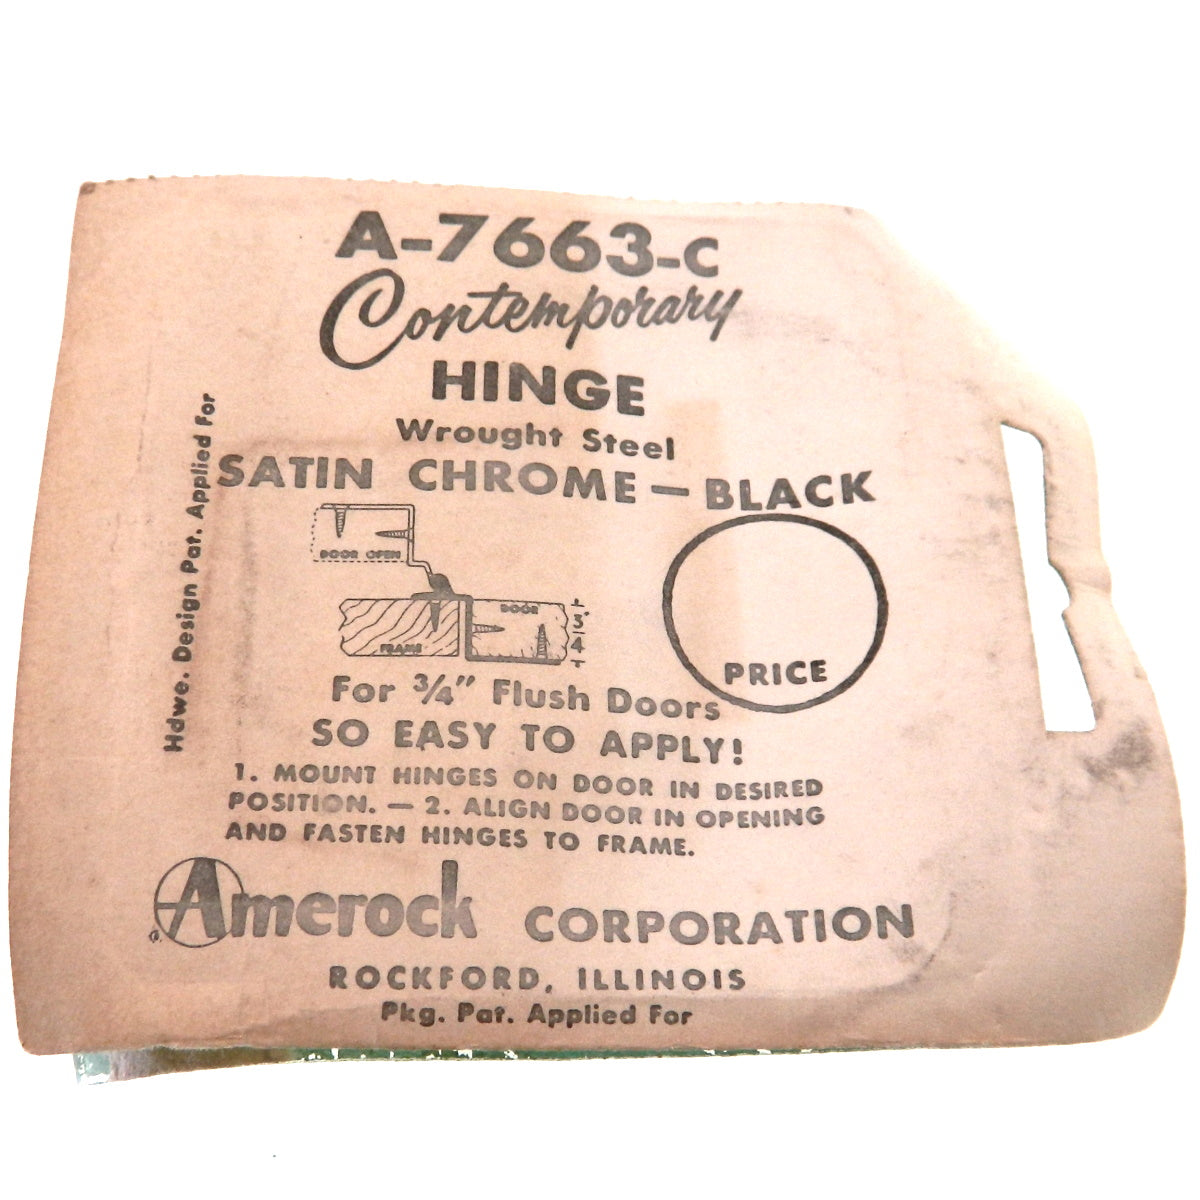 A-7663-C
Contemporary
HINGE
Wrought Steel
SATIN CHROME — BLACK
Hdwe. Design Pat. Applied For
DOOR OPEN
DOOR
FRAME
3"
4
PRICE
For 3/4" Flush Doors
SO EASY TO APPLY!
1. MOUNT HINGES ON DOOR IN DESIRED
POSITION. — 2. ALIGN DOOR IN OPENING
AND FASTEN HINGES TO FRAME.
Amerock CORPORATION
®
ROCKFORD, ILLINOIS
Pkg. Pat. Applied For